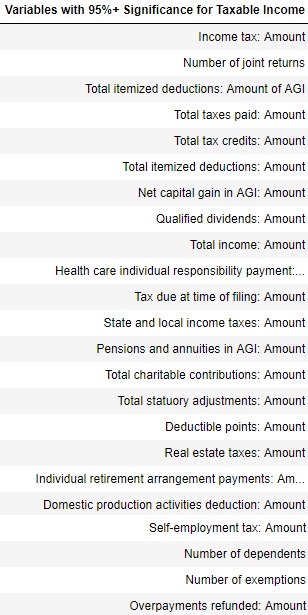 Variables with 95%+ Significance for Taxable Income
Income tax: Amount
Number of joint returns
Total itemized deductions: Amount of AGI
Total taxes paid: Amount
Total tax credits: Amount
Total itemized deductions: Amount
Net capital gain in AGI: Amount
Qualified dividends: Amount
Total income: Amount
Health care individual responsibility payment:...
Tax due at time of filing: Amount
State and local income taxes: Amount
Pensions and annuities in AGI: Amount
Total charitable contributions: Amount
Total statuory adjustments: Amount
Deductible points: Amount
Real estate taxes: Amount
Individual retirement arrangement payments: Am...
Domestic production activities deduction: Amount
Self-employment tax: Amount
Number of dependents
Number of exemptions
Overpayments refunded: Amount